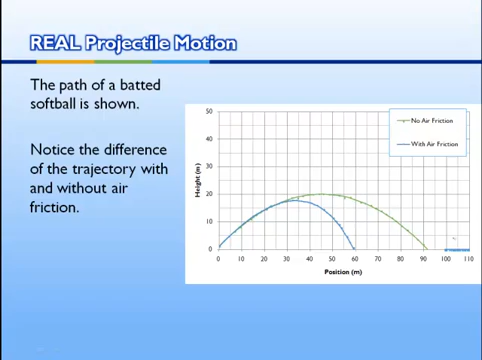 REAL Projectile Motion
The path of a batted
softball is shown.
Notice the difference
of the trajectory with
and without air
friction.
50
40
30
20
10
0
Height (m)
No Air Friction
With Air Friction
0 10 20 30 40 50 60 70 80 90 100 110
Position (m)